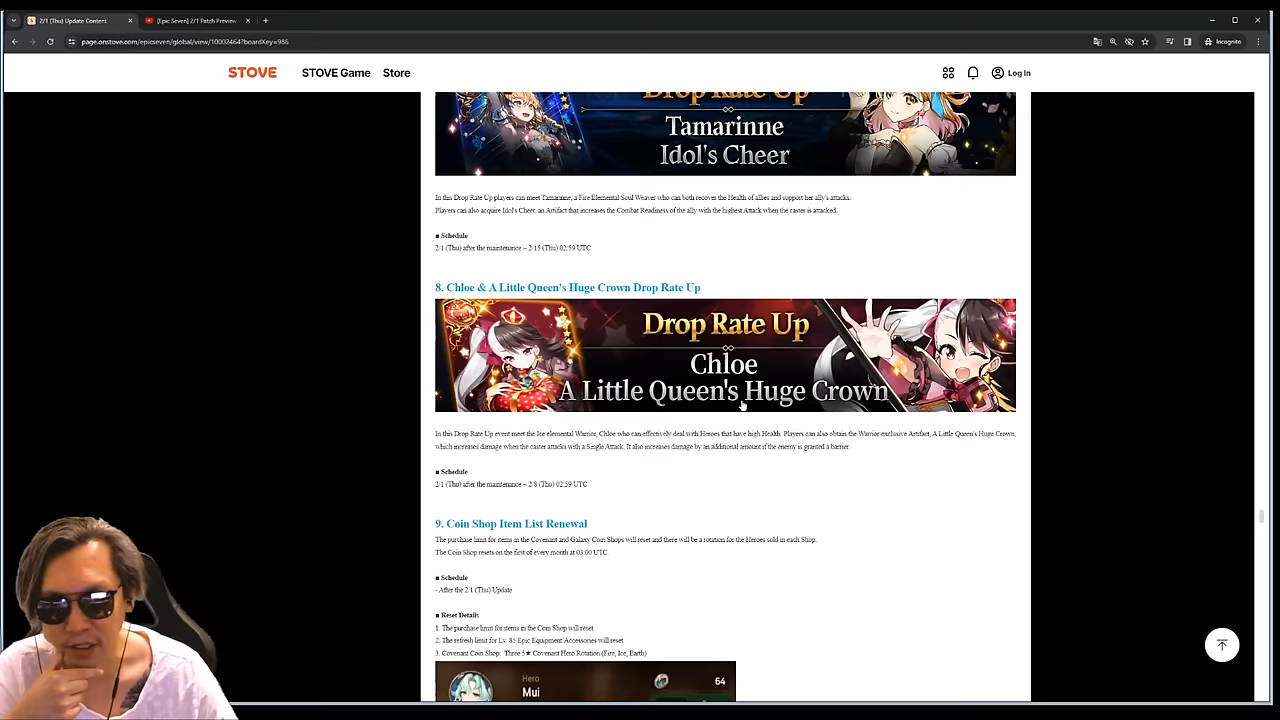 2/1 (Thu) Update Content
[Epic Seven] 2/1 Patch Preview
page.onstove.com/epicseven/global/view/10002464?boardKey=986
Incognito
STOVE
STOVE Game
Store
Log In
Drop Rate Up
Tamarinne
Idol's Cheer
In this Drop Rate Up players can meet Tamarinne, a Fire Elemental Soul Weaver who can both recover the Health of allies and support her ally's attacks.
Players can also acquire Idol's Cheer, an Artifact that increases the Combat Readiness of the ally with the highest Attack when the caster is attacked.
■ Schedule
2/1 (Thu) after the maintenance – 2/15 (Thu) 02:59 UTC
8. Chloe & A Little Queen's Huge Crown Drop Rate Up
Drop Rate Up
Chloe
A Little Queen's Huge Crown
In this Drop Rate Up event meet the Ice elemental Warrior, Chloe who can effectively deal with Heroes that have high Health. Players can also obtain the Warrior exclusive Artifact, A Little Queen's Huge Crown,
which increases damage when the caster attacks with a Single Attack. It also increases damage by an additional amount if the enemy is granted a barrier.
■ Schedule
2/1 (Thu) after the maintenance – 2/8 (Thu) 02:59 UTC
9. Coin Shop Item List Renewal
The purchase limit for items in the Covenant and Galaxy Coin Shops will reset and there will be a rotation for the Heroes sold in each Shop.
The Coin Shop resets on the first of every month at 03:00 UTC.
■ Schedule
- After the 2/1 (Thu) Update
■ Reset Details
1. The purchase limit for items in the Coin Shop will reset
2. The refresh limit for Lv. 85 Epic Equipment/Accessories will reset
3. Covenant Coin Shop: Three 5★ Covenant Hero Rotation (Fire, Ice, Earth)
Hero
64
Mui